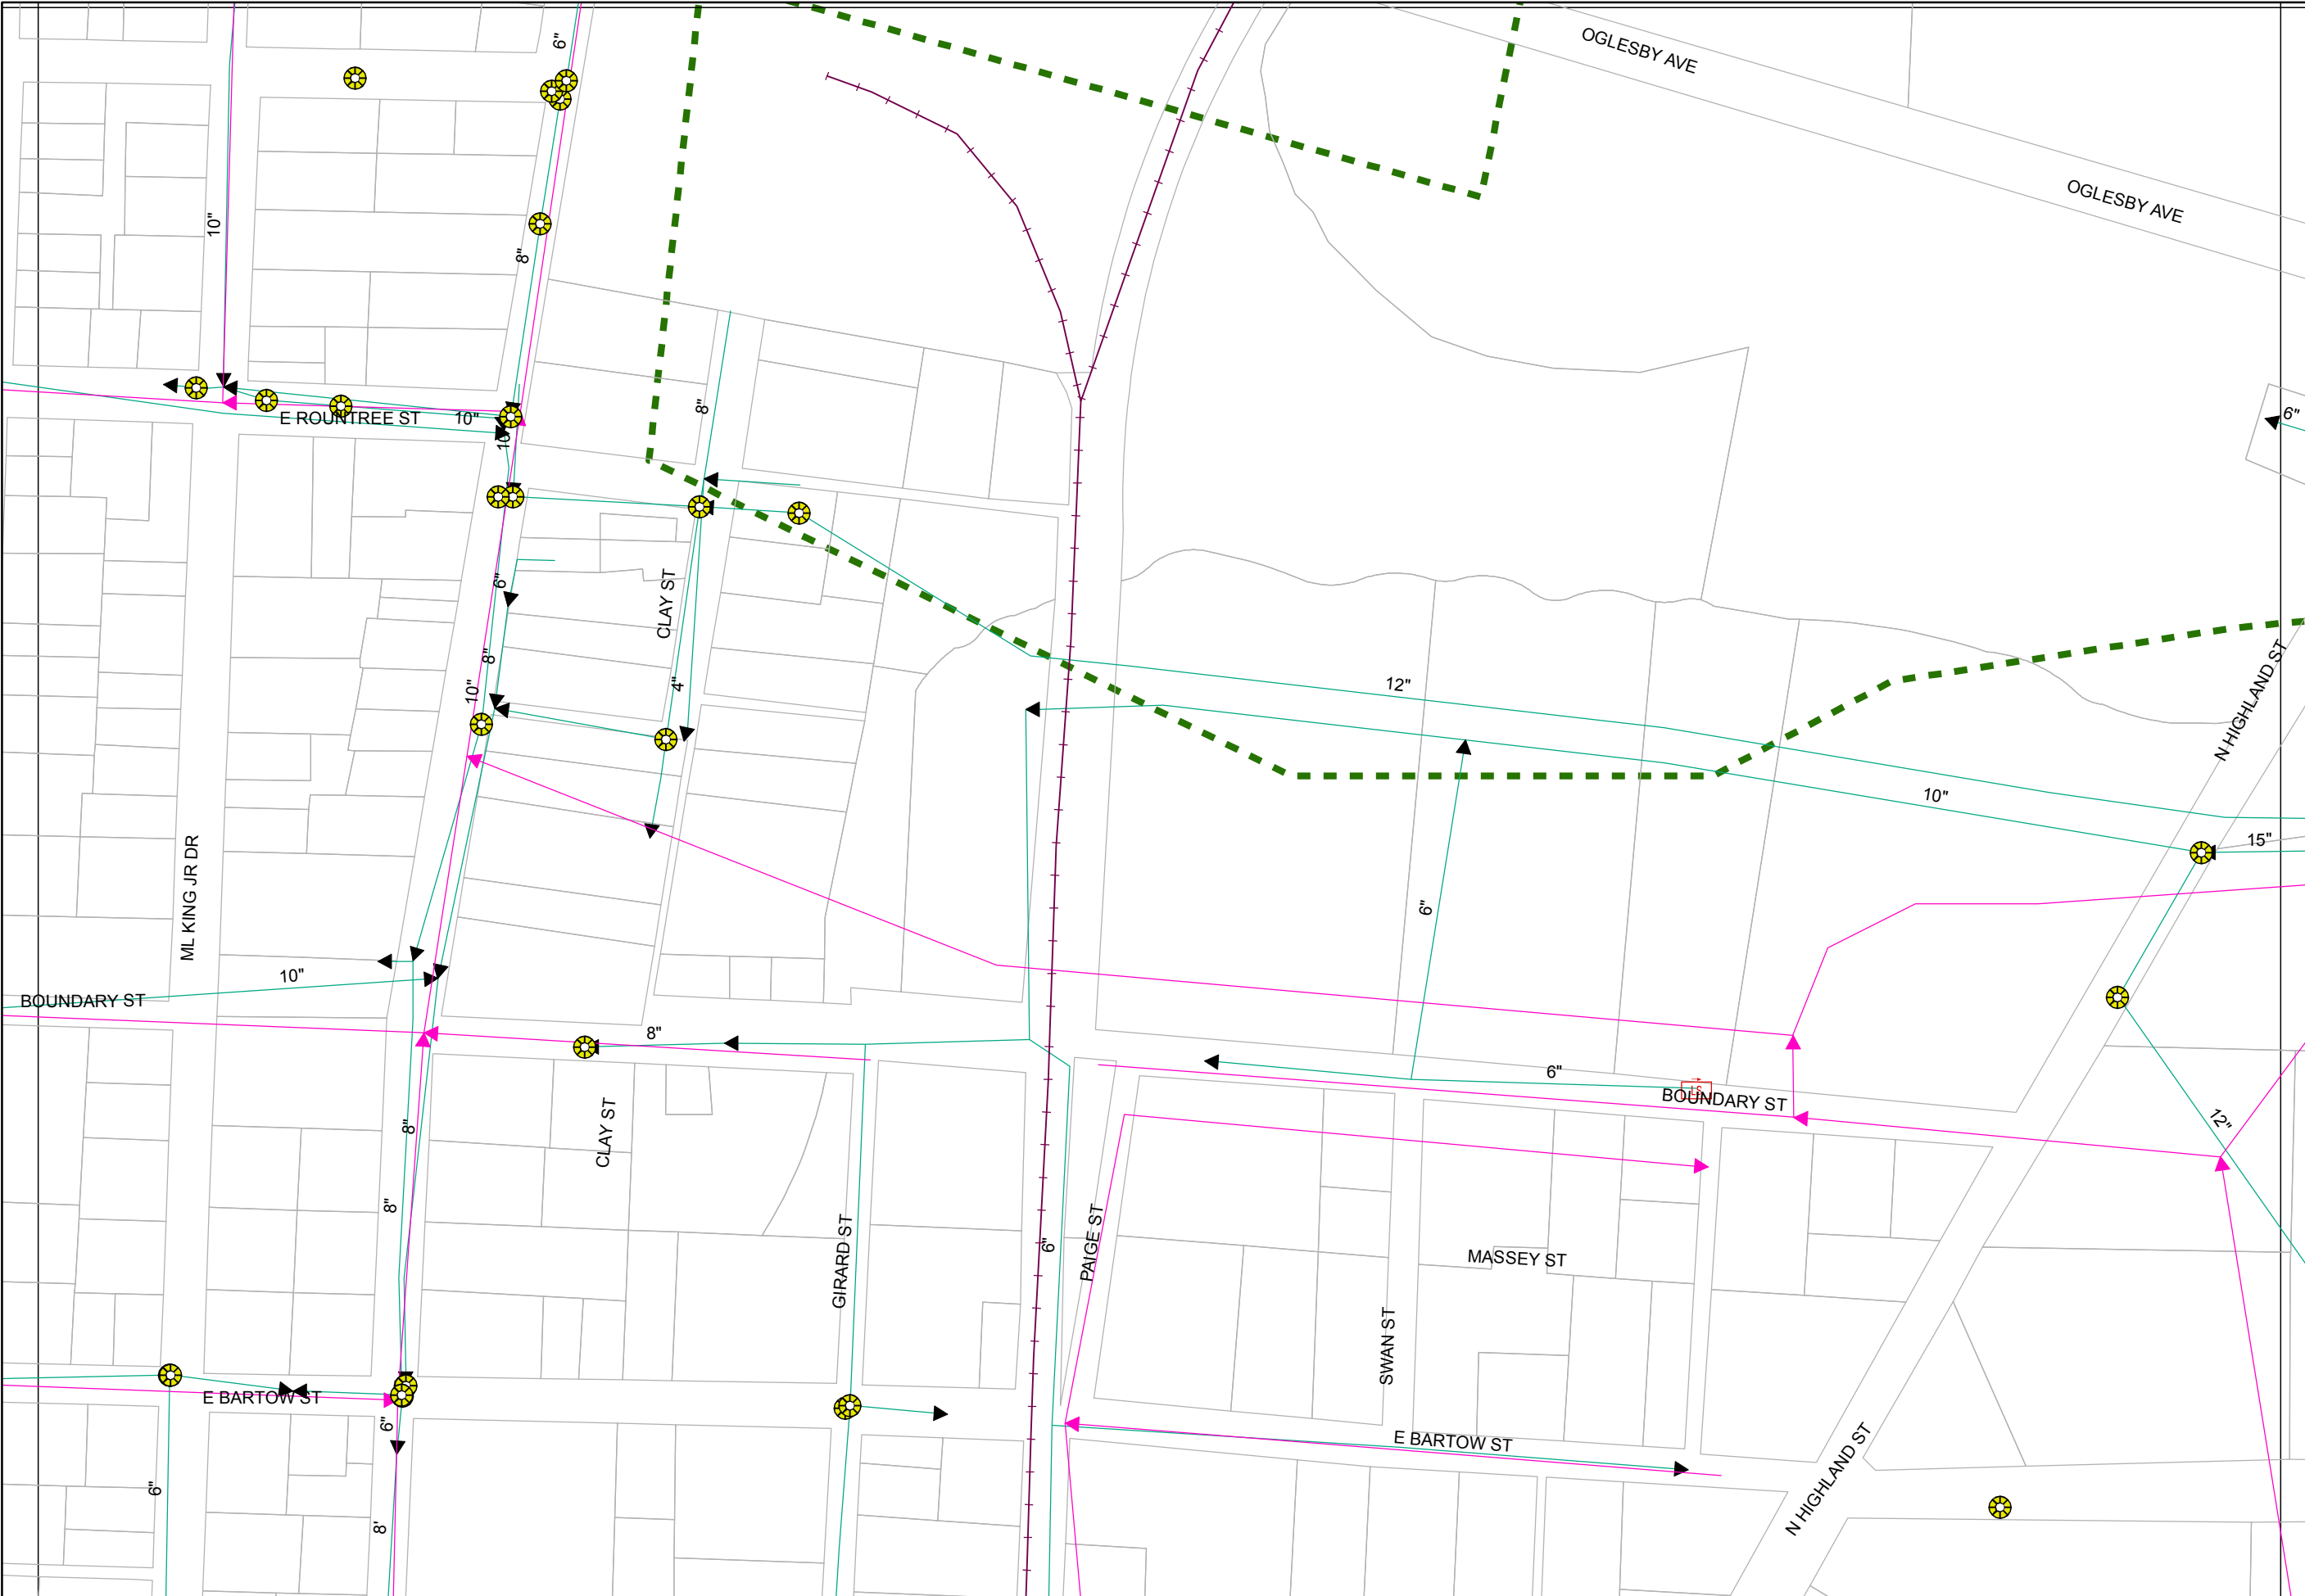 OGLESBY AVE
6"
OGLESBY AVE
10"
8"
8"
6"
E ROUNTREE ST
10"
10"
6"
CLAY ST
8"
4"
12"
10"
N HIGHLAND ST
10"
15"
6"
ML KING JR DR
10"
BOUNDARY ST
8"
6"
LS
BOUNDARY ST
12"
8"
CLAY ST
8"
6"
PAIGE ST
GIRARD ST
MASSEY ST
SWAN ST
E BARTOW ST
6"
E BARTOW ST
6"
N HIGHLAND ST
8'